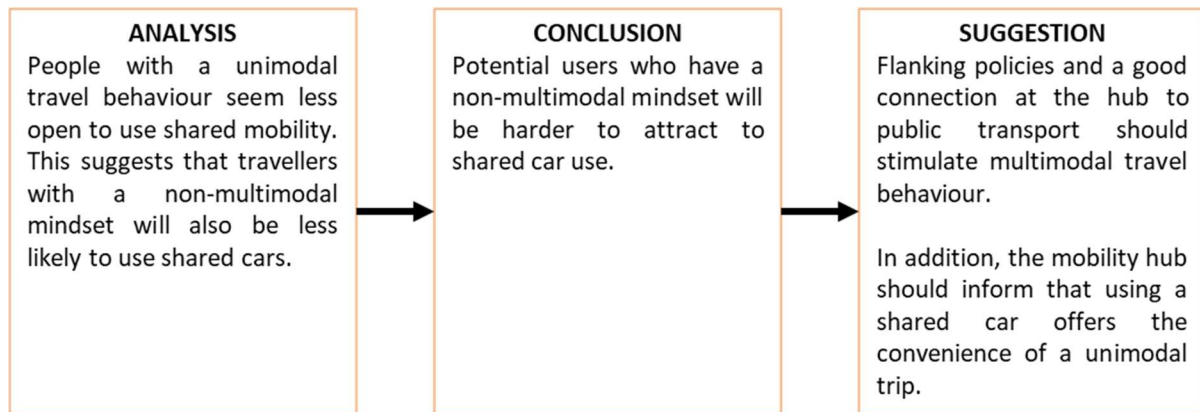 ANALYSIS
People with a unimodal
travel behaviour seem less
open to use shared mobility.
This suggests that travellers
with a non-multimodal
mindset will also be less
likely to use shared cars.
CONCLUSION
Potential users who have a
non-multimodal mindset will
be harder to attract to
shared car use.
SUGGESTION
Flanking policies and a good
connection at the hub to
public transport should
stimulate multimodal travel
behaviour.
In addition, the mobility hub
should inform that using a
shared car offers the
convenience of a unimodal
trip.